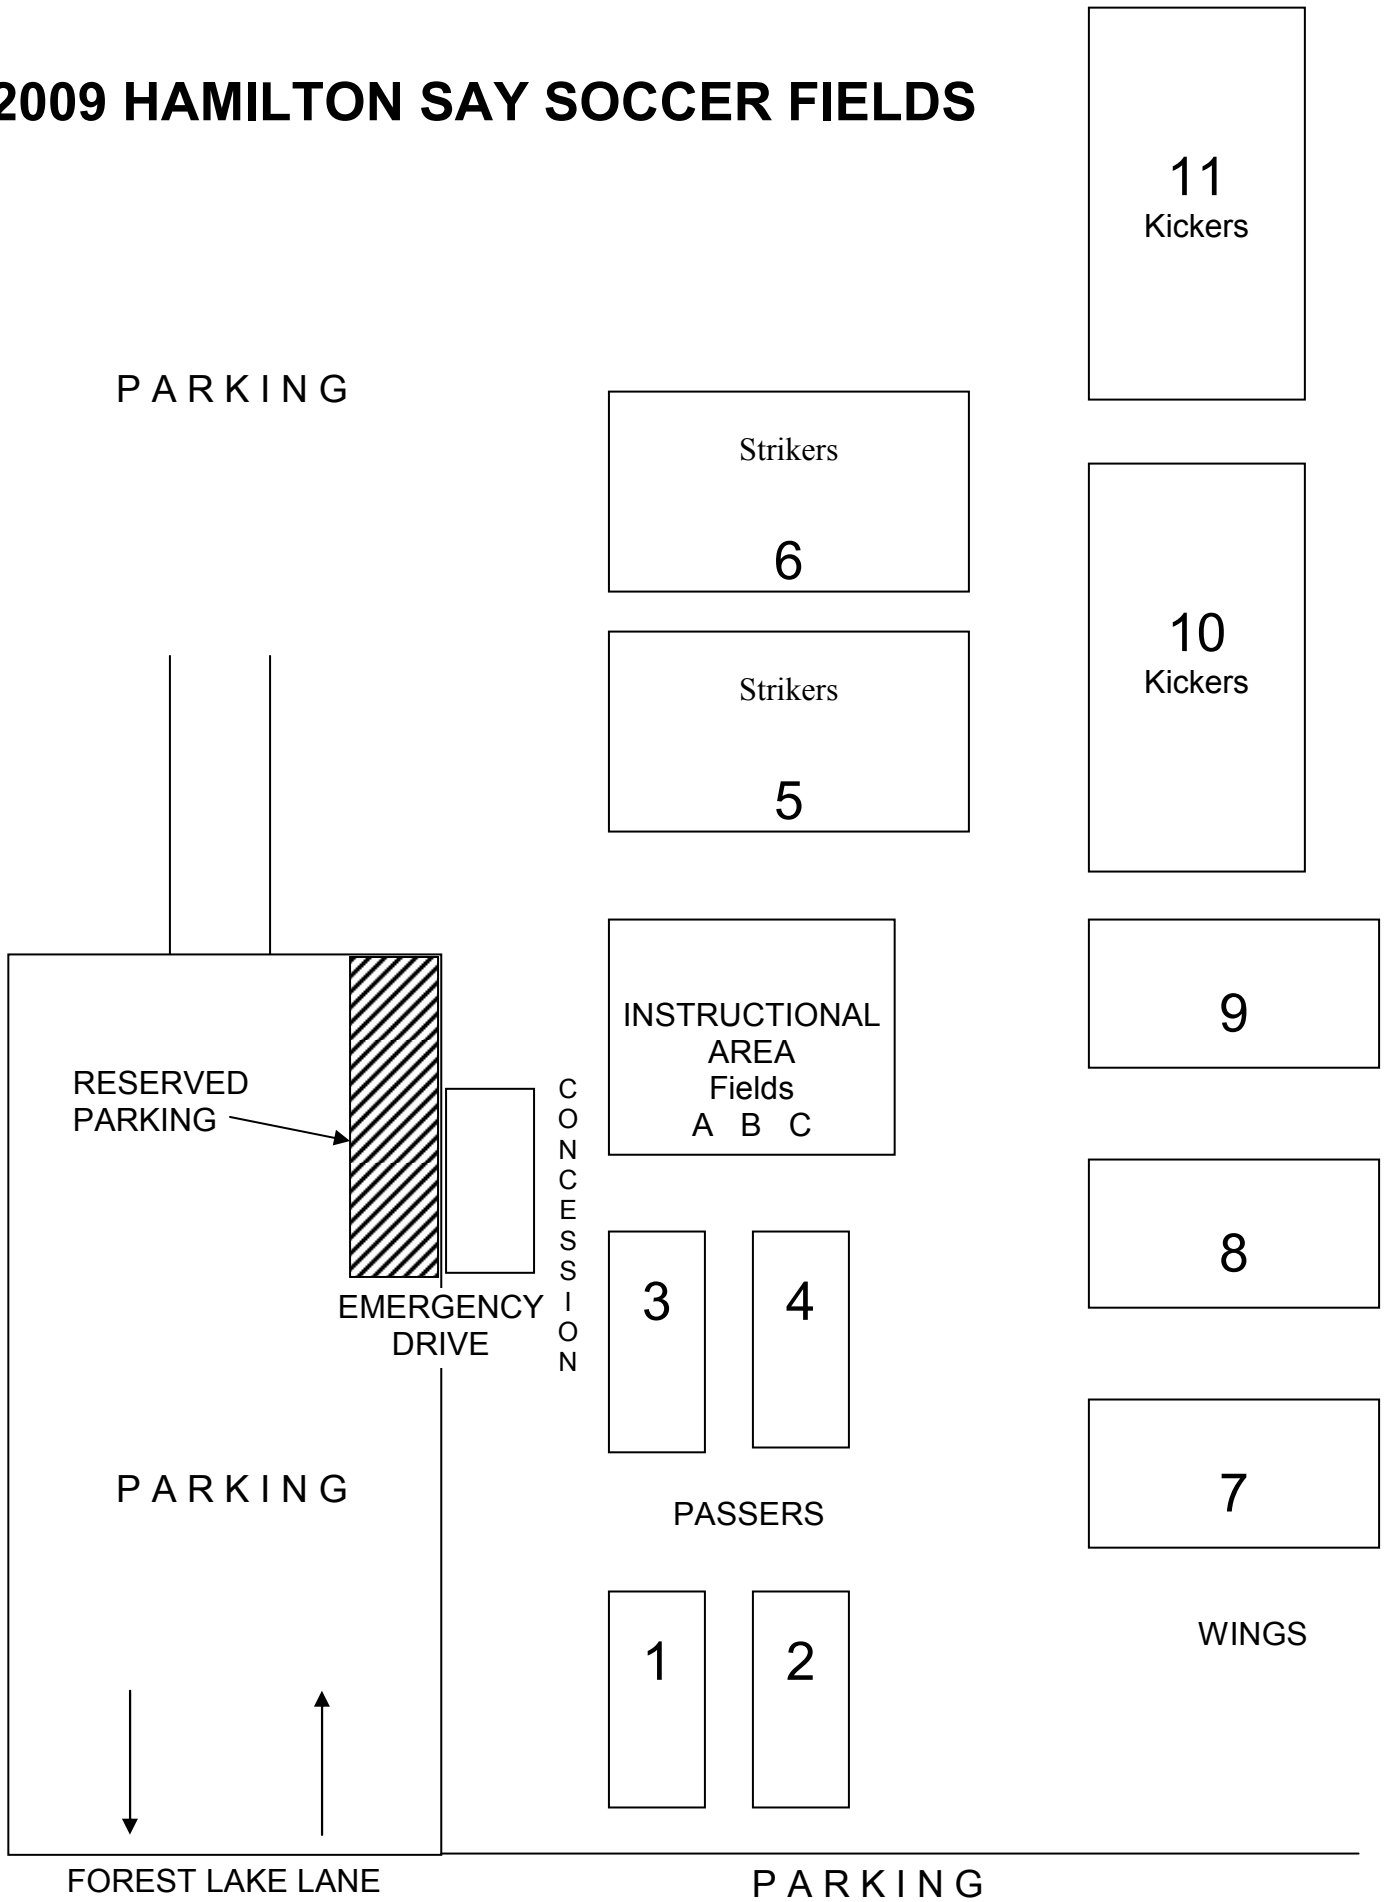 2009 HAMILTON SAY SOCCER FIELDS
11
Kickers
PARKING
Strikers
6
10
Kickers
Strikers
5
INSTRUCTIONAL
AREA
Fields
A B C
9
RESERVED
PARKING
CONCESSION
8
3
4
EMERGENCY
DRIVE
PARKING
7
PASSERS
WINGS
1
2
FOREST LAKE LANE
PARKING